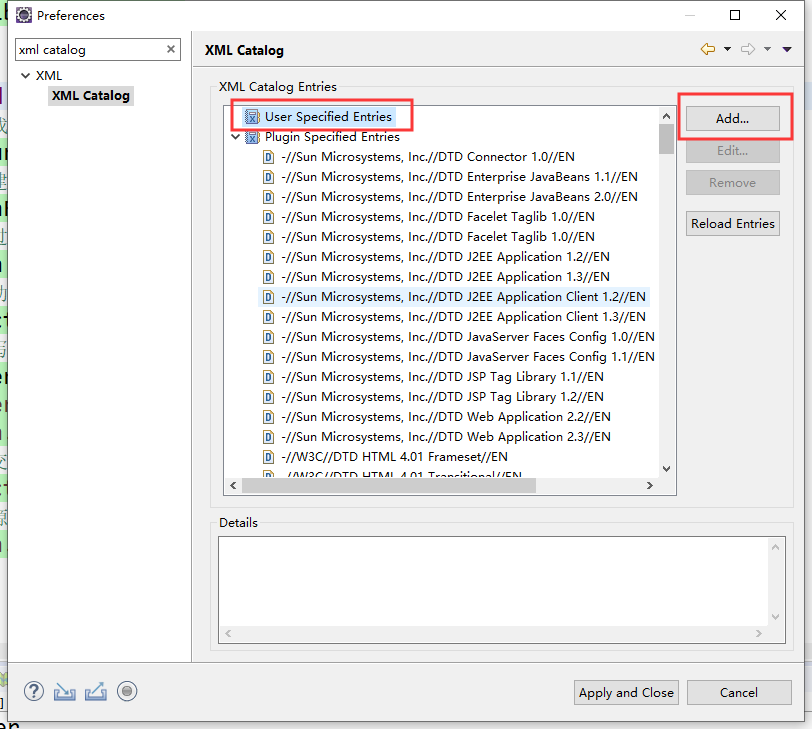 Preferences
xml catalog
XML
XML Catalog
XML Catalog
XML Catalog Entries
User Specified Entries
Plugin Specified Entries
-//Sun Microsystems, Inc.//DTD Connector 1.0//EN
-//Sun Microsystems, Inc.//DTD Enterprise JavaBeans 1.1//EN
-//Sun Microsystems, Inc.//DTD Enterprise JavaBeans 2.0//EN
-//Sun Microsystems, Inc.//DTD Facelet Taglib 1.0//EN
-//Sun Microsystems, Inc.//DTD Facelet Taglib 1.0//EN
-//Sun Microsystems, Inc.//DTD J2EE Application 1.2//EN
-//Sun Microsystems, Inc.//DTD J2EE Application 1.3//EN
-//Sun Microsystems, Inc.//DTD J2EE Application Client 1.2//EN
-//Sun Microsystems, Inc.//DTD J2EE Application Client 1.3//EN
-//Sun Microsystems, Inc.//DTD JavaServer Faces Config 1.0//EN
-//Sun Microsystems, Inc.//DTD JavaServer Faces Config 1.1//EN
-//Sun Microsystems, Inc.//DTD JSP Tag Library 1.1//EN
-//Sun Microsystems, Inc.//DTD JSP Tag Library 1.2//EN
-//Sun Microsystems, Inc.//DTD Web Application 2.2//EN
-//Sun Microsystems, Inc.//DTD Web Application 2.3//EN
-//W3C//DTD HTML 4.01 Frameset//EN
-//W3C//DTD HTML 4.01 Transitional//EN
Add...
Edit...
Remove
Reload Entries
Details
Apply and Close
Cancel